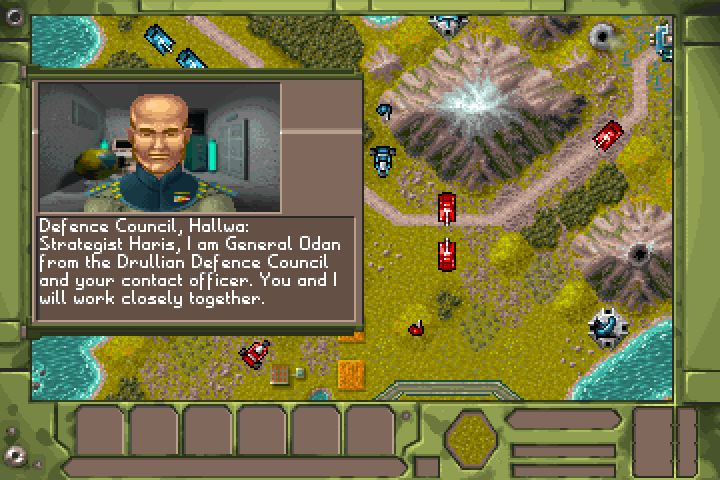 Defence Council, Hallwa:
Strategist Haris, I am General Odan
from the Drullian Defence Council
and your contact officer. You and I
will work closely together.